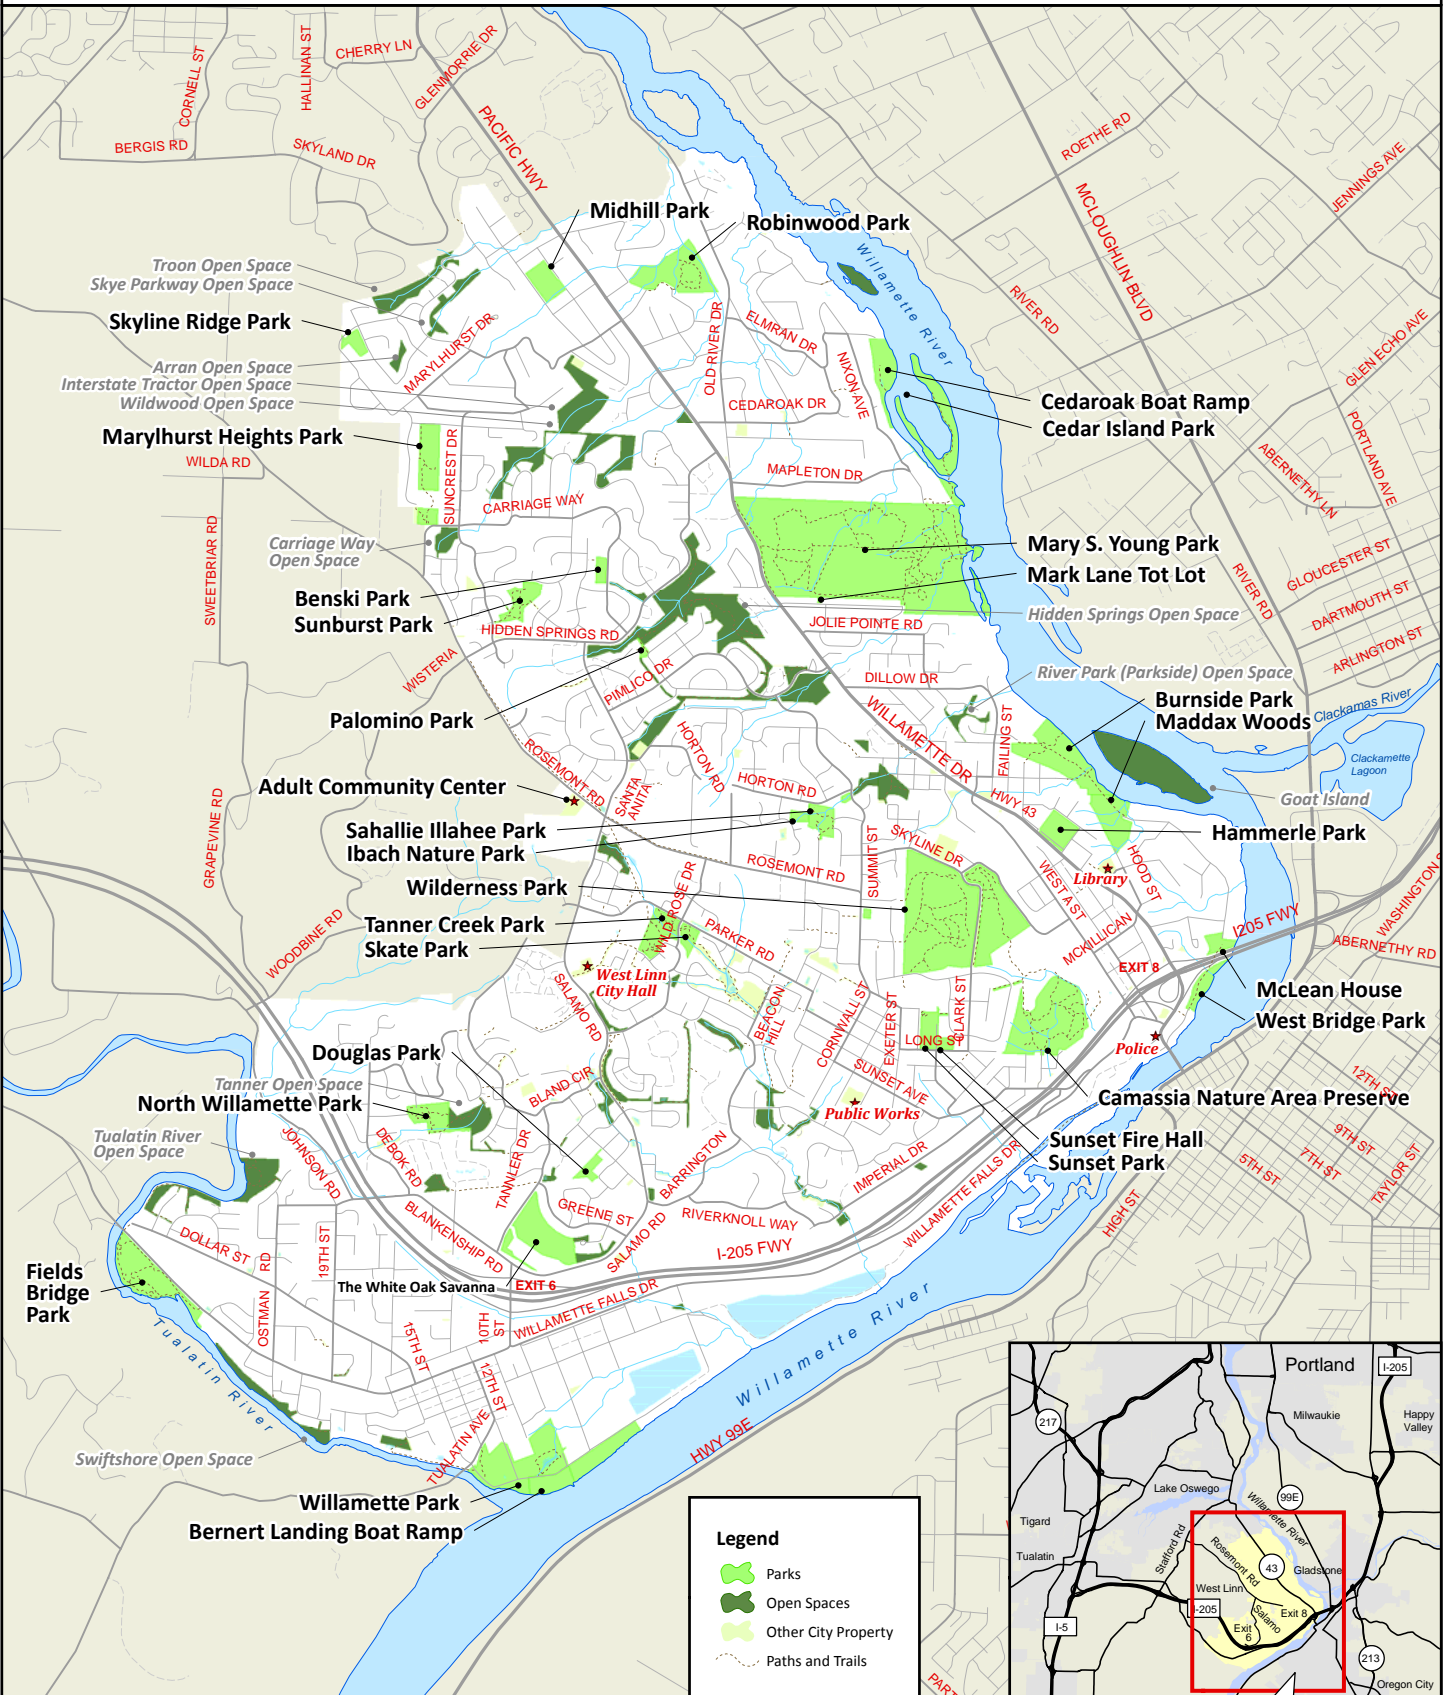 CORNELL ST
HALLINAN ST
CHERRY LN
GLENMORRIE DR
BERGIS RD
SKYLAND DR
PACIFIC HWY
ROETHE RD
JENNINGS AVE
MCLOUGHLIN BLVD
Midhill Park
Robinwood Park
Willamette River
Troon Open Space
Skye Parkway Open Space
Skyline Ridge Park
RIVER RD
GLEN ECHO AVE
MARYLHURST DR
OLD RIVER DR
ELMRAN DR
NIXON AVE
Arran Open Space
Interstate Tractor Open Space
Wildwood Open Space
CEDAROAK DR
Cedaroak Boat Ramp
Cedar Island Park
PORTLAND AVE
Marylhurst Heights Park
WILDA RD
SUNCREST DR
MAPLETON DR
ABERNETHY LN
CARRIAGE WAY
SWEETBRIAR RD
Carriage Way
Open Space
Mary S. Young Park
Mark Lane Tot Lot
GLOUCESTER ST
DARTMOUTH ST
ARLINGTON ST
RIVER RD
Benski Park
Sunburst Park
Hidden Springs Open Space
HIDDEN SPRINGS RD
JOLIE POINTE RD
WISTERIA
PIMLICO DR
DILLOW DR
River Park (Parkside) Open Space
Burnside Park
Maddax Woods
Clackamas River
Palomino Park
WILLAMETTE DR
FAILING ST
Clackamette
Lagoon
HORTON RD
ROSEMONT RD
Adult Community Center
SANTA
ANITA
HORTON RD
HWY 43
Goat Island
GRAPEVINE RD
Sahallie Illahee Park
Ibach Nature Park
SUMMIT ST
SKYLINE DR
Hammerle Park
ROSEMONT RD
WEST A ST
HOOD ST
Library
Wilderness Park
WILD ROSE DR
Tanner Creek Park
Skate Park
PARKER RD
MCKILLICAN
WOODBINE RD
I205 FWY
WASHINGTON S
ABERNETHY RD
EXIT 8
West Linn
City Hall
SALAMO RD
McLean House
West Bridge Park
BEACON
HILL
CORNWALL ST
EXETER ST
CLARK ST
LONG ST
Police
Douglas Park
SUNSET AVE
Tanner Open Space
North Willamette Park
BLAND CIR
Public Works
Camassia Nature Area Preserve
12TH ST
9TH ST
7TH ST
5TH ST
TAYLOR ST
Tualatin River
Open Space
JOHNSON RD
DEBOK RD
TANNLER DR
BARRINGTON
IMPERIAL DR
Sunset Fire Hall
Sunset Park
WILLAMETTE FALLS DR
HIGH ST
BLANKENSHIP RD
GREENE ST
SALAMO RD
RIVERKNOLL WAY
I-205 FWY
DOLLAR ST
OSTMAN RD
19TH ST
Fields
Bridge
Park
The White Oak Savanna
EXIT 6
WILLAMETTE FALLS DR
10TH
ST
15TH ST
12TH ST
Tualatin River
Willamette River
TUALATIN AVE
HWY 99E
Swiftshore Open Space
Willamette Park
Bernert Landing Boat Ramp
Legend
Parks
Open Spaces
Other City Property
Paths and Trails
Portland
I-205
217
Milwaukie
Happy
Valley
Lake Oswego
99E
Willamette River
Tigard
Tualatin
Stafford Rd
Rosemont Rd
43
Gladstone
West Linn
I-205
Salamo
Exit 8
Exit
6
I-5
213
Oregon City